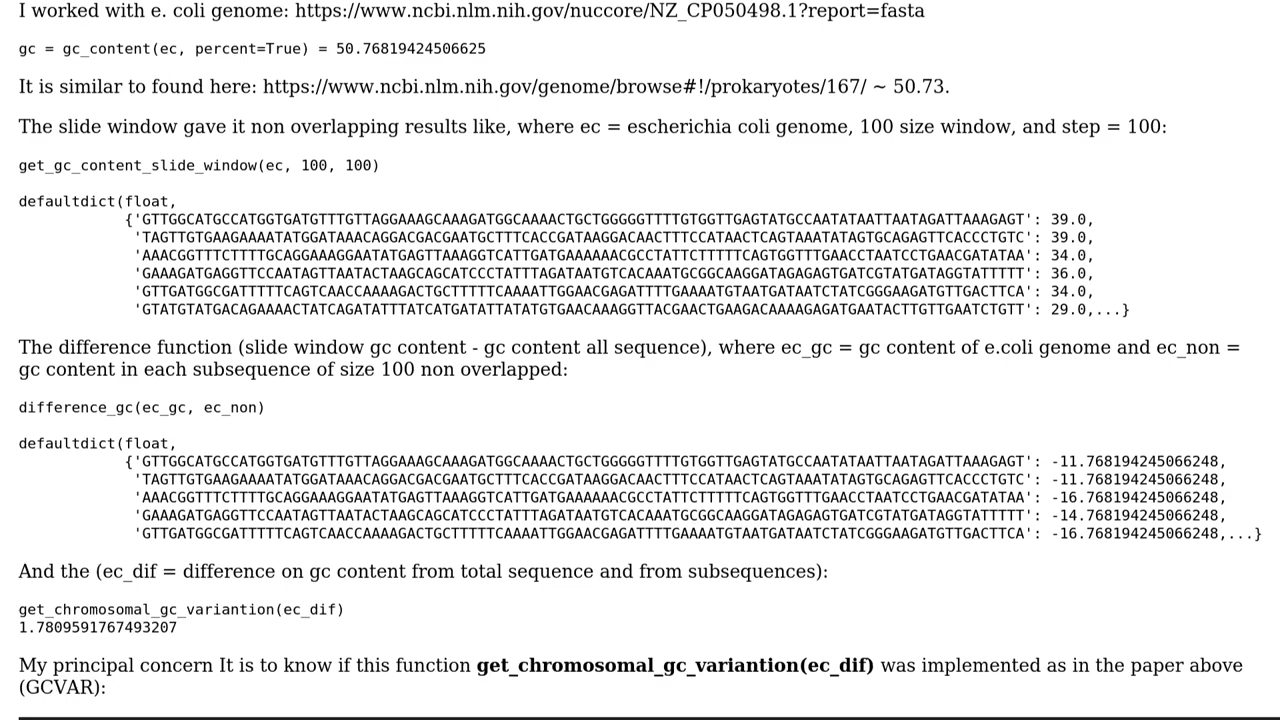 I worked with e. coli genome: https://www.ncbi.nlm.nih.gov/nuccore/NZ_CP050498.1?report=fasta
gc = gc_content(ec, percent=True) = 50.76819424506625
It is similar to found here: https://www.ncbi.nlm.nih.gov/genome/browse#!/prokaryotes/167/ ~ 50.73.
The slide window gave it non overlapping results like, where ec = escherichia coli genome, 100 size window, and step = 100:
get_gc_content_slide_window(ec, 100, 100)
defaultdict(float,
{'GTTGGCATGCCATGGTGATGTTTGTTAGGAAAGCAAAGATGGCAAAACTGCTGGGGGTTTTGTGGTTGAGTATGCCAATATAATTAATAGATTAAAGAGT': 39.0,
'TAGTTGTGAAGAAAATATGGATAAACAGGACGACGAATGCTTTCACCGATAAGGACAACTTTCCATAACTCAGTAAATATAGTGCAGAGTTCACCCTGTC': 39.0,
'AAACGGTTTCTTTTGCAGGAAAGGAATATGAGTTAAAGGTCATTGATGAAAAAACGCCTATTCTTTTTCAGTGGTTTGAACCTAATCCTGAACGATATAA': 34.0,
'GAAAGATGAGGTTCCAATAGTTAATACTAAGCAGCATCCCTATTTAGATAATGTCACAAATGCGGCAAGGATAGAGAGTGATCGTATGATAGGTATTTTT': 36.0,
'GTTGATGGCGATTTTTCAGTCAACCAAAAGACTGCTTTTTCAAAATTGGAACGAGATTTTGAAAATGTAATGATAATCTATCGGGAAGATGTTGACTTCA': 34.0,
'GTATGTATGACAGAAAACTATCAGATATTTATCATGATATTATATGTGAACAAAGGTTACGAACTGAAGACAAAAGAGATGAATACTTGTTGAATCTGTT': 29.0,...}
The difference function (slide window gc content - gc content all sequence), where ec_gc = gc content of e.coli genome and ec_non =
gc content in each subsequence of size 100 non overlapped:
difference_gc(ec_gc, ec_non)
defaultdict(float,
{'GTTGGCATGCCATGGTGATGTTTGTTAGGAAAGCAAAGATGGCAAAACTGCTGGGGGTTTTGTGGTTGAGTATGCCAATATAATTAATAGATTAAAGAGT': -11.768194245066248,
'TAGTTGTGAAGAAAATATGGATAAACAGGACGACGAATGCTTTCACCGATAAGGACAACTTTCCATAACTCAGTAAATATAGTGCAGAGTTCACCCTGTC': -11.768194245066248,
'AAACGGTTTCTTTTGCAGGAAAGGAATATGAGTTAAAGGTCATTGATGAAAAAACGCCTATTCTTTTTCAGTGGTTTGAACCTAATCCTGAACGATATAA': -16.768194245066248,
'GAAAGATGAGGTTCCAATAGTTAATACTAAGCAGCATCCCTATTTAGATAATGTCACAAATGCGGCAAGGATAGAGAGTGATCGTATGATAGGTATTTTT': -14.768194245066248,
'GTTGATGGCGATTTTTCAGTCAACCAAAAGACTGCTTTTTCAAAATTGGAACGAGATTTTGAAAATGTAATGATAATCTATCGGGAAGATGTTGACTTCA': -16.768194245066248,...}
And the (ec_dif = difference on gc content from total sequence and from subsequences):
get_chromosomal_gc_variantion(ec_dif)
1.7809591767493207
My principal concern It is to know if this function get_chromosomal_gc_variantion(ec_dif) was implemented as in the paper above
(GCVAR):